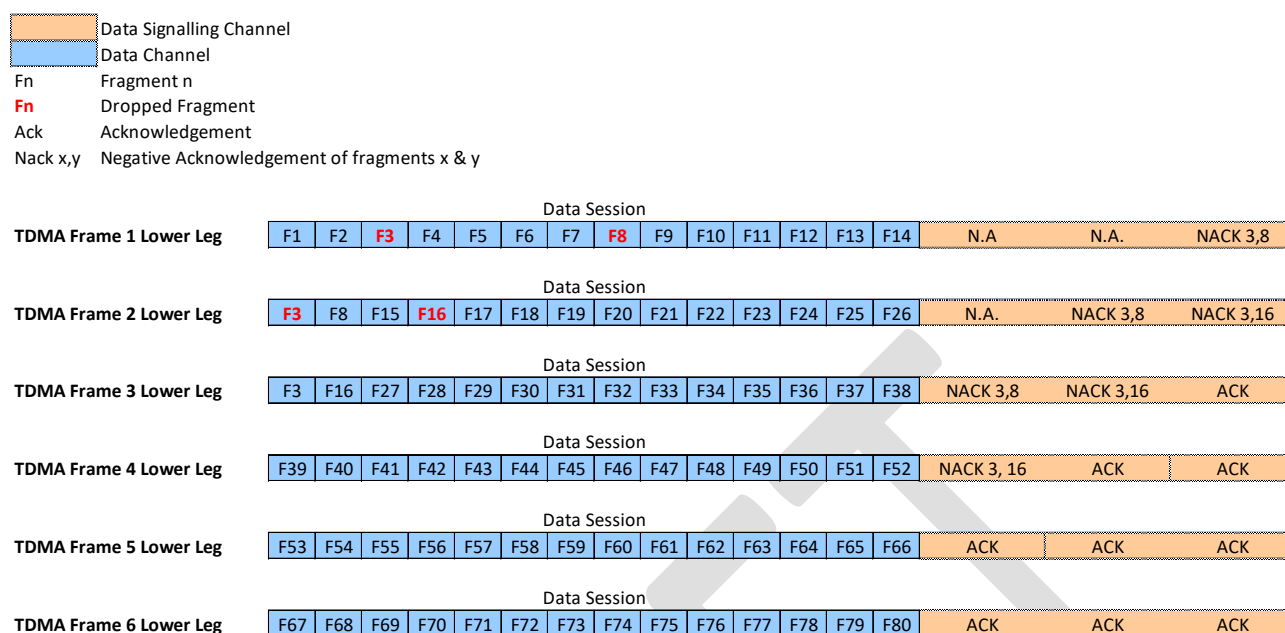 Data Signalling Channel
Data Channel
Fn Fragment n
Fn Dropped Fragment
Ack Acknowledgement
Nack x,y Negative Acknowledgement of fragments x & y
Data Session
TDMA Frame 1 Lower Leg F1 F2 F3 F4 F5 F6 F7 F8 F9 F10 F11 F12 F13 F14 N.A N.A. NACK 3,8
Data Session
TDMA Frame 2 Lower Leg F3 F8 F15 F16 F17 F18 F19 F20 F21 F22 F23 F24 F25 F26 N.A. NACK 3,8 NACK 3,16
Data Session
TDMA Frame 3 Lower Leg F3 F16 F27 F28 F29 F30 F31 F32 F33 F34 F35 F36 F37 F38 NACK 3,8 NACK 3,16 ACK
Data Session
TDMA Frame 4 Lower Leg F39 F40 F41 F42 F43 F44 F45 F46 F47 F48 F49 F50 F51 F52 NACK 3, 16 ACK ACK
Data Session
TDMA Frame 5 Lower Leg F53 F54 F55 F56 F57 F58 F59 F60 F61 F62 F63 F64 F65 F66 ACK ACK ACK
Data Session
TDMA Frame 6 Lower Leg F67 F68 F69 F70 F71 F72 F73 F74 F75 F76 F77 F78 F79 F80 ACK ACK ACK